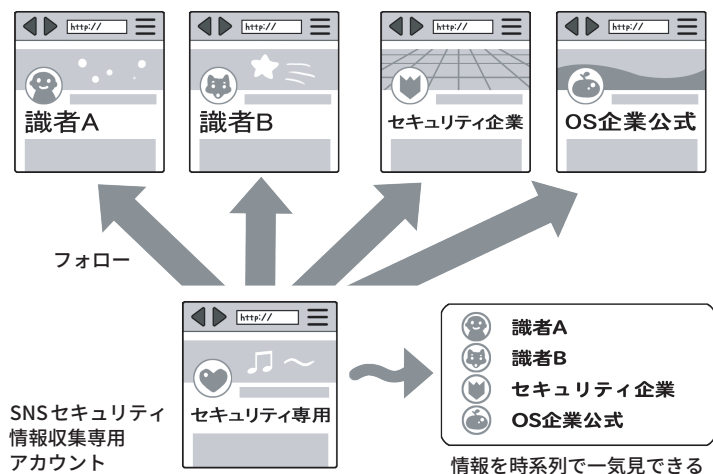 http://
http://
http://
http://
識者A
識者B
セキュリティ企業
OS企業公式
フォロー
http://
セキュリティ専用
SNSセキュリティ
情報収集専用
アカウント
識者A
識者B
セキュリティ企業
OS企業公式
情報を時系列で一気見できる